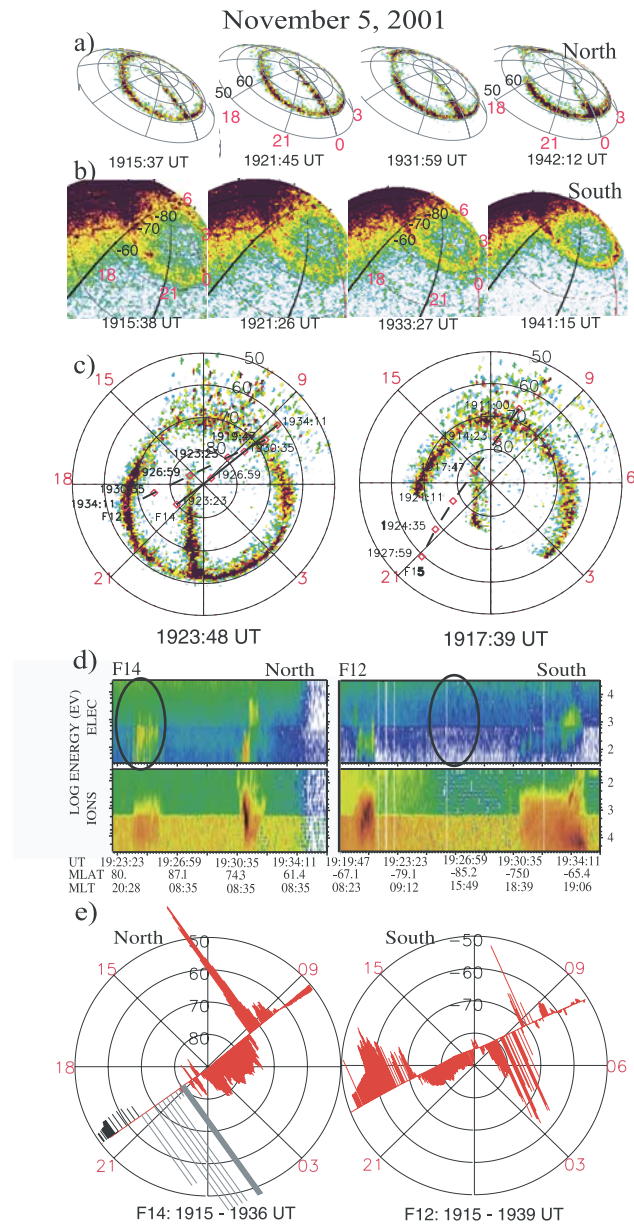 November 5, 2001
a)
North
50
60
50
60
18
21
0
3
1915:37 UT
1921:45 UT
1931:59 UT
1942:12 UT
b)
South
-6
-80
-70
-60
3
0
18
21
-6
-80
-70
-60
3
0
18
21
1915:38 UT
1921:26 UT
1933:27 UT
1941:15 UT
c)
15
50
60
70
80
9
1934:11
1930:35
1919:47
1923:23
1926:59
1926:59
1923:23
18
1934:11
F12
F14
21
3
1923:48 UT
15
50
60
70
80
9
1911:00
1914:23
1917:47
1921:11
1924:35
1927:59
F15
6
21
3
1917:39 UT
d)
F14 North
F12 South
LOG ENERGY (EV)
ELEC
IONS
4
3
2
2
3
4
UT 19:23:23 19:26:59 19:30:35 19:34:11 19:19:47 19:23:23 19:26:59 19:30:35 19:34:11
MLAT 80. 87.1 743 61.4 -67.1 -79.1 -85.2 -750 -65.4
MLT 20:28 08:35 08:35 08:35 08:23 09:12 15:49 18:39 19:06
e)
North
50
60
70
80
15
09
18
21
03
F14: 1915 - 1936 UT
South
-50
-60
-70
15
09
06
21
03
F12: 1915 - 1939 UT